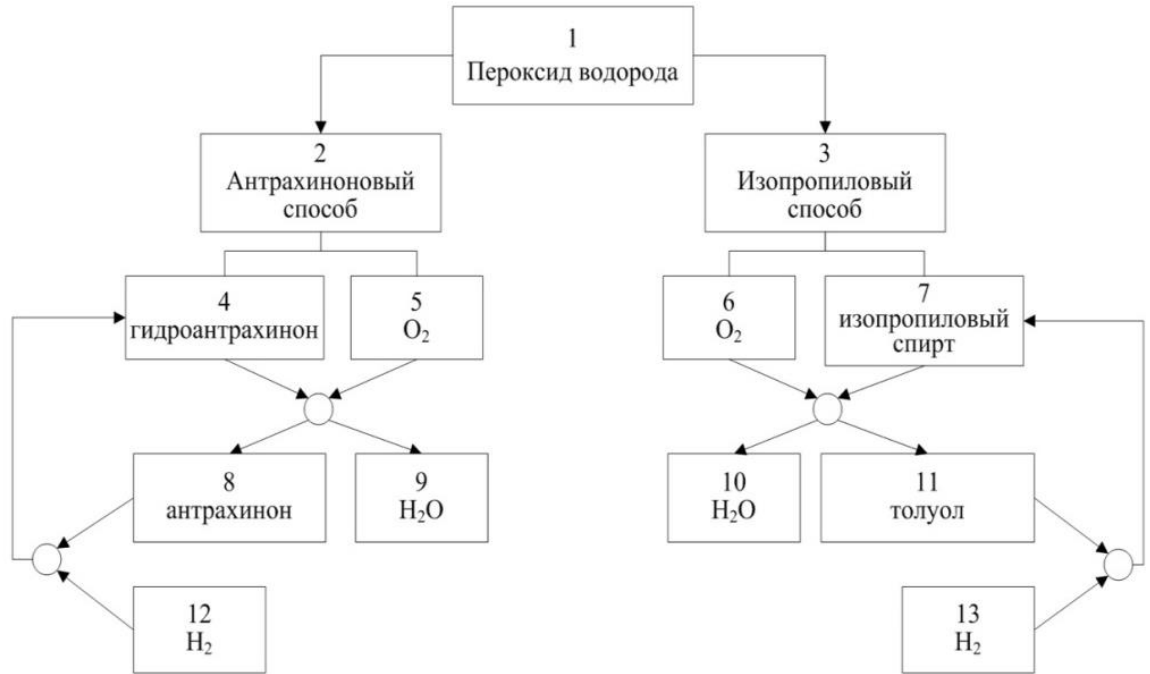 1
Пероксид водорода
2
Антрахиноновый
способ
3
Изопропиловый
способ
4
гидроантрахинон
5
O₂
6
O₂
7
изопропиловый
спирт
8
антрахинон
9
H₂O
10
H₂O
11
толуол
12
H₂
13
H₂